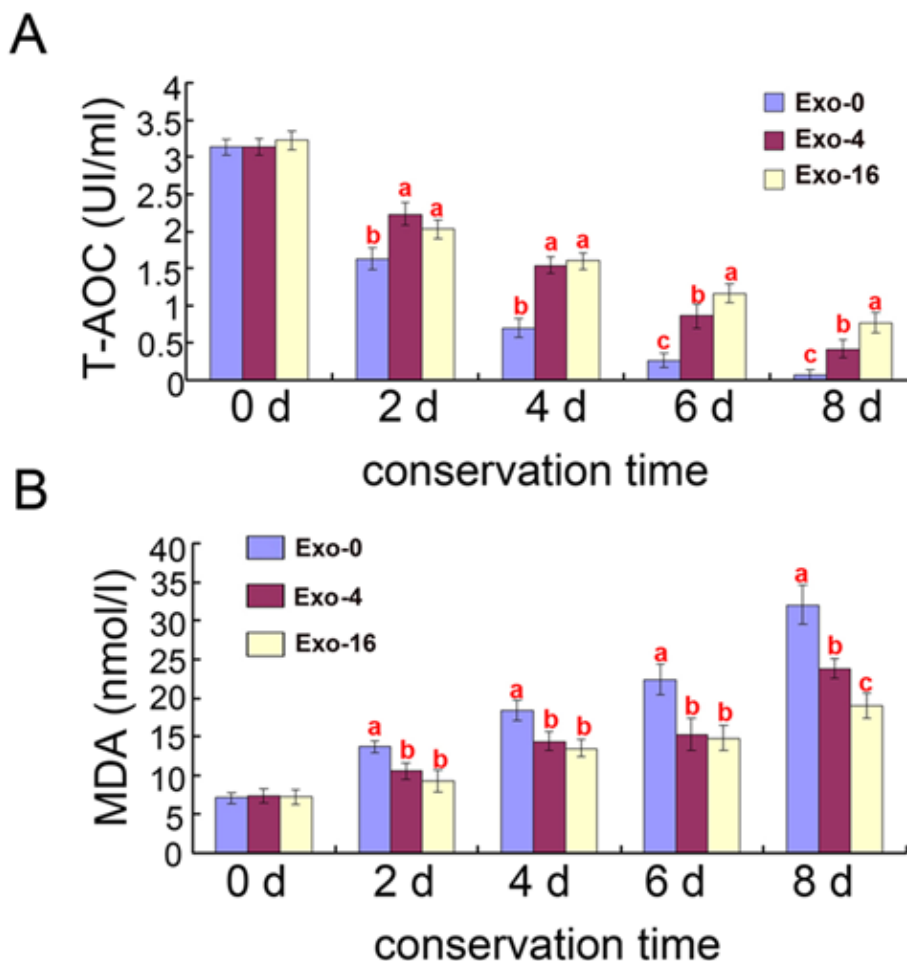 A
T-AOC (UI/ml)
4
3.5
3
2.5
2
1.5
1
0.5
0
Exo-0
Exo-4
Exo-16
b a a
b a a
c b a
c b a
0 d 2 d 4 d 6 d 8 d
conservation time
B
MDA (nmol/l)
40
35
30
25
20
15
10
5
0
Exo-0
Exo-4
Exo-16
a b b
a b b
a b b
a b c
0 d 2 d 4 d 6 d 8 d
conservation time